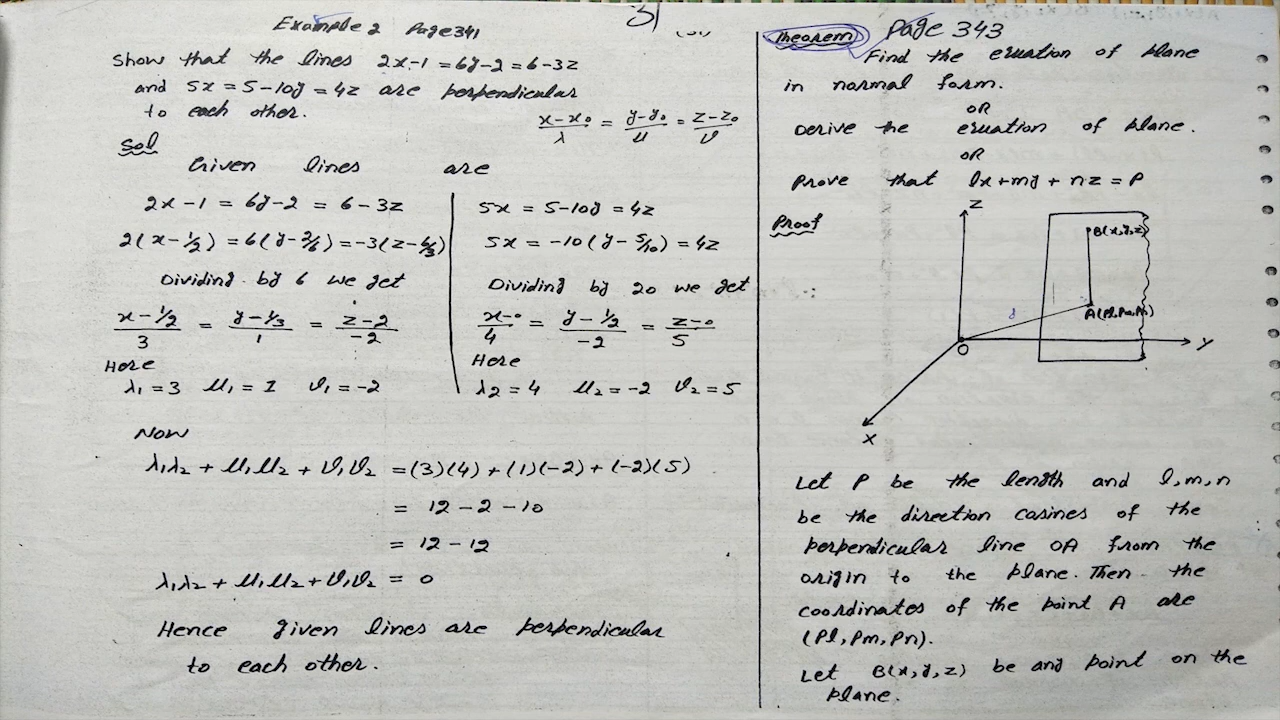 31
Example 2 Page 341
Show that the lines 2x-1 = 6y-2 = 6-3z
and 5x = 5-10y = 4z are perpendicular
to each other.
x-x₀/λ = y-y₀/μ = z-z₀/ν
Sol
Given lines are
2x-1 = 6y-2 = 6-3z
2(x-1/2) = 6(y-2/6) = -3(z-6/3)
Dividing by 6 we get
x-1/2/3 = y-1/3/1 = z-2/-2
Here
λ₁=3 μ₁=1 ν₁=-2
5x = 5-10y = 4z
5x = -10(y-5/10) = 4z
Dividing by 20 we get
x-0/4 = y-1/2/-2 = z-0/5
Here
λ₂=4 μ₂=-2 ν₂=5
Now
λ₁λ₂ + μ₁μ₂ + ν₁ν₂ = (3)(4) + (1)(-2) + (-2)(5)
= 12-2-10
= 12-12
λ₁λ₂ + μ₁μ₂ + ν₁ν₂ = 0
Hence given lines are perpendicular
to each other.
Theorem Page 343
Find the equation of plane
in normal form.
OR
Derive the equation of plane.
OR
Prove that lx+my+nz = P
Proof
Z
B(x,y,z)
A(Pl,Pm,Pn)
O
Y
X
Let P be the length and l,m,n
be the direction cosines of the
perpendicular line OA from the
origin to the plane. Then the
coordinates of the point A are
(Pl,Pm,Pn).
Let B(x,y,z) be any point on the
plane.